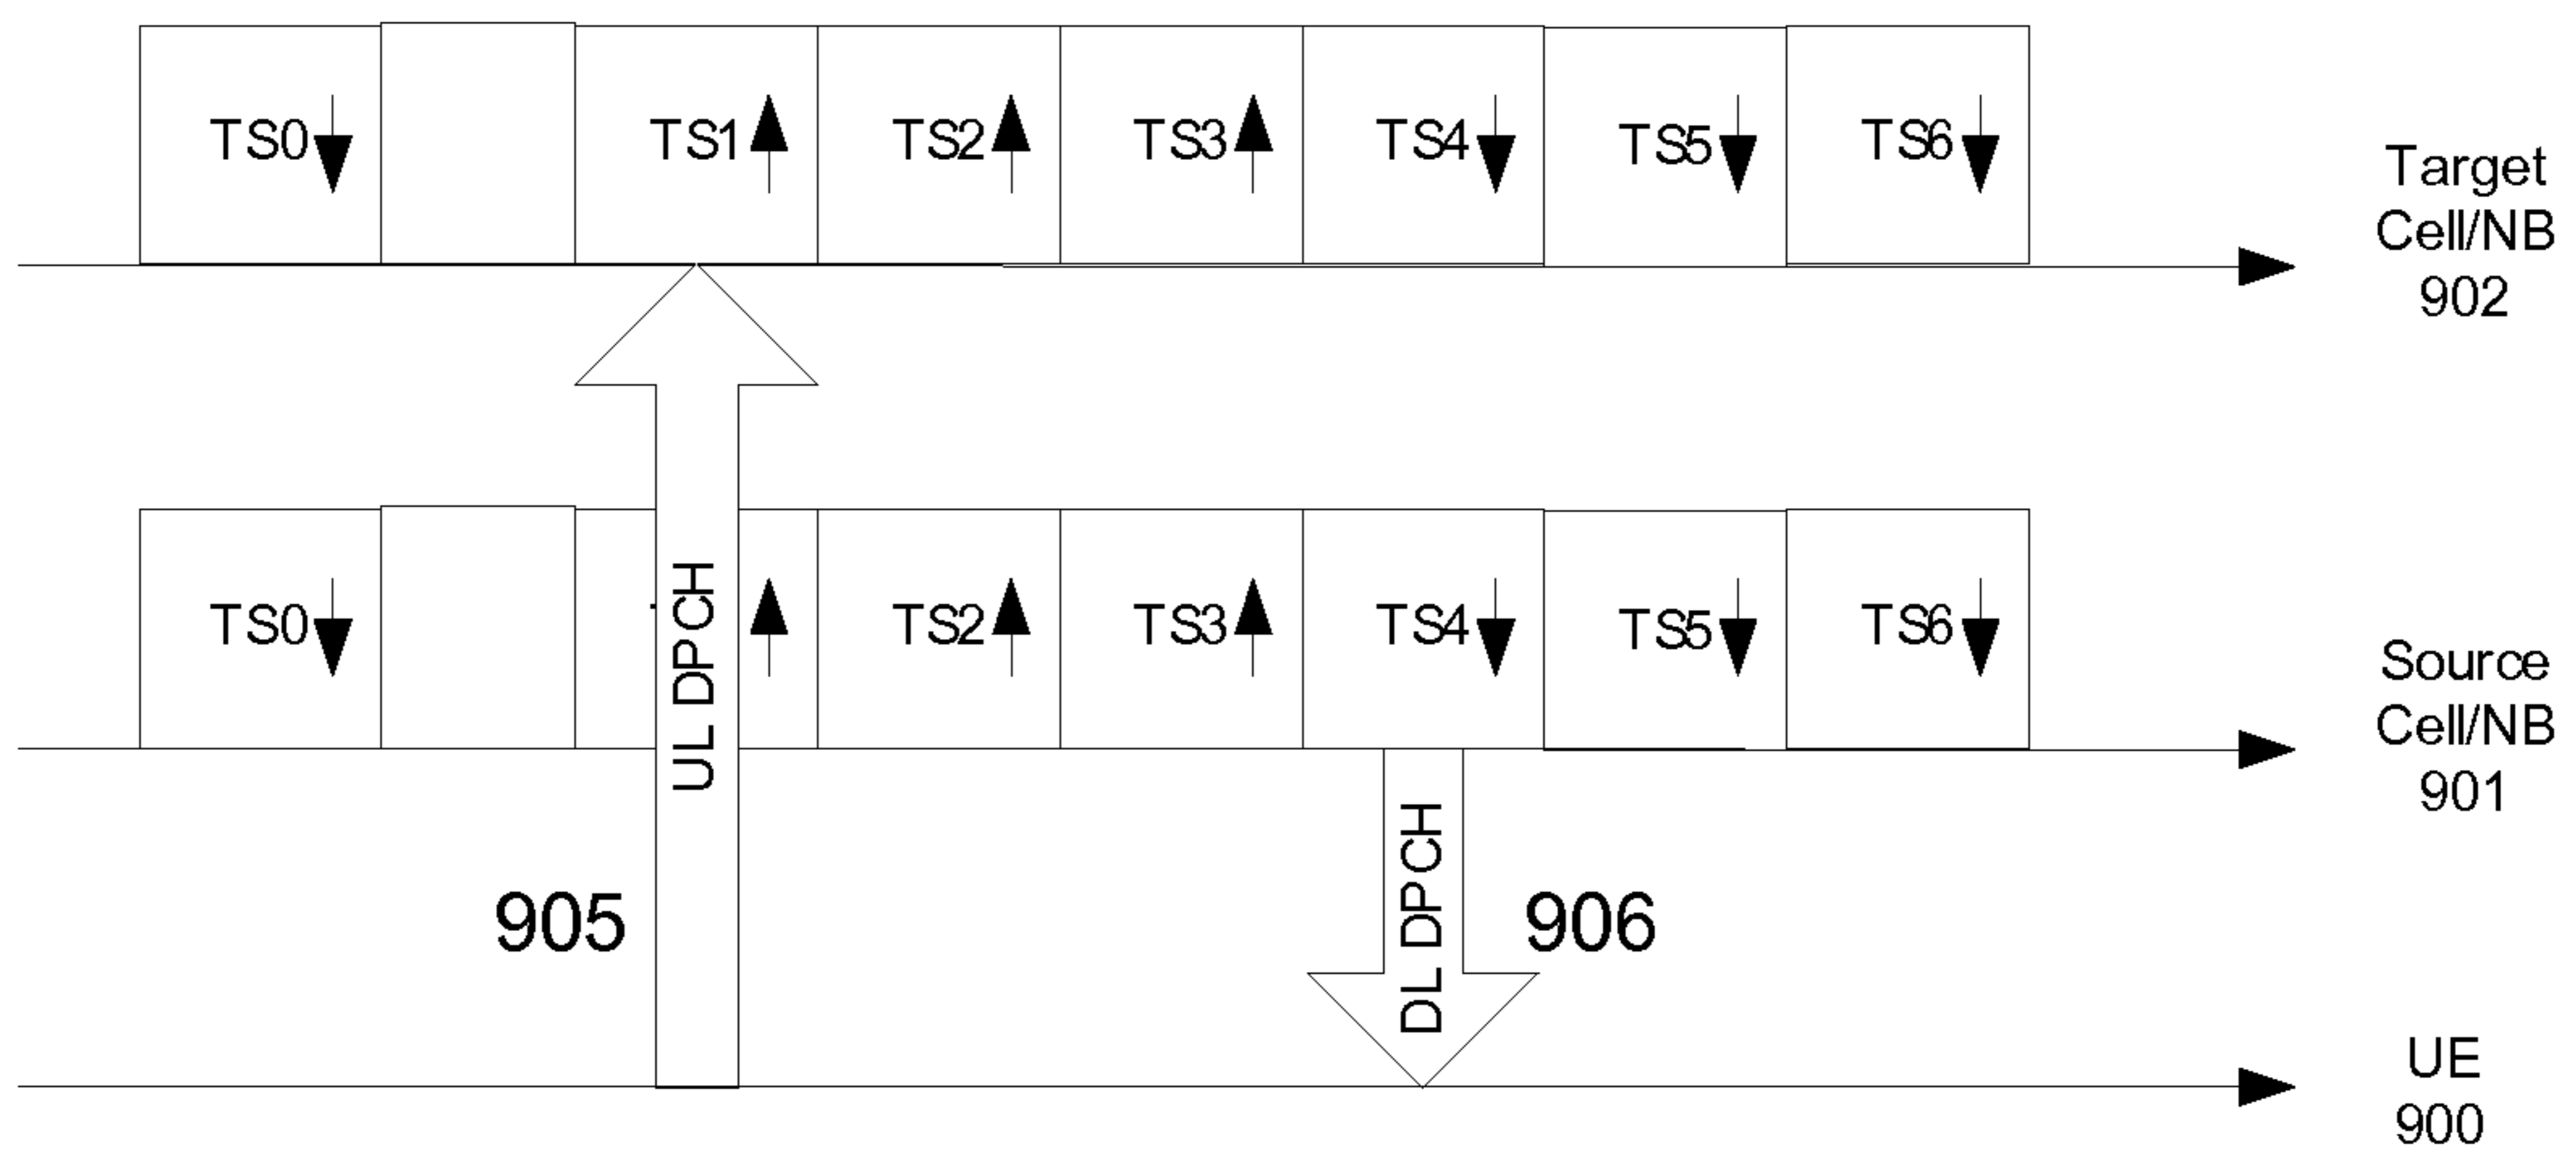 TS0 TS1 TS2 TS3 TS4 TS5 TS6
Target
Cell/NB
902
TS0 TS2 TS3 TS4 TS5 TS6
Source
Cell/NB
901
UL DPCH
DL DPCH
905
906
UE
900